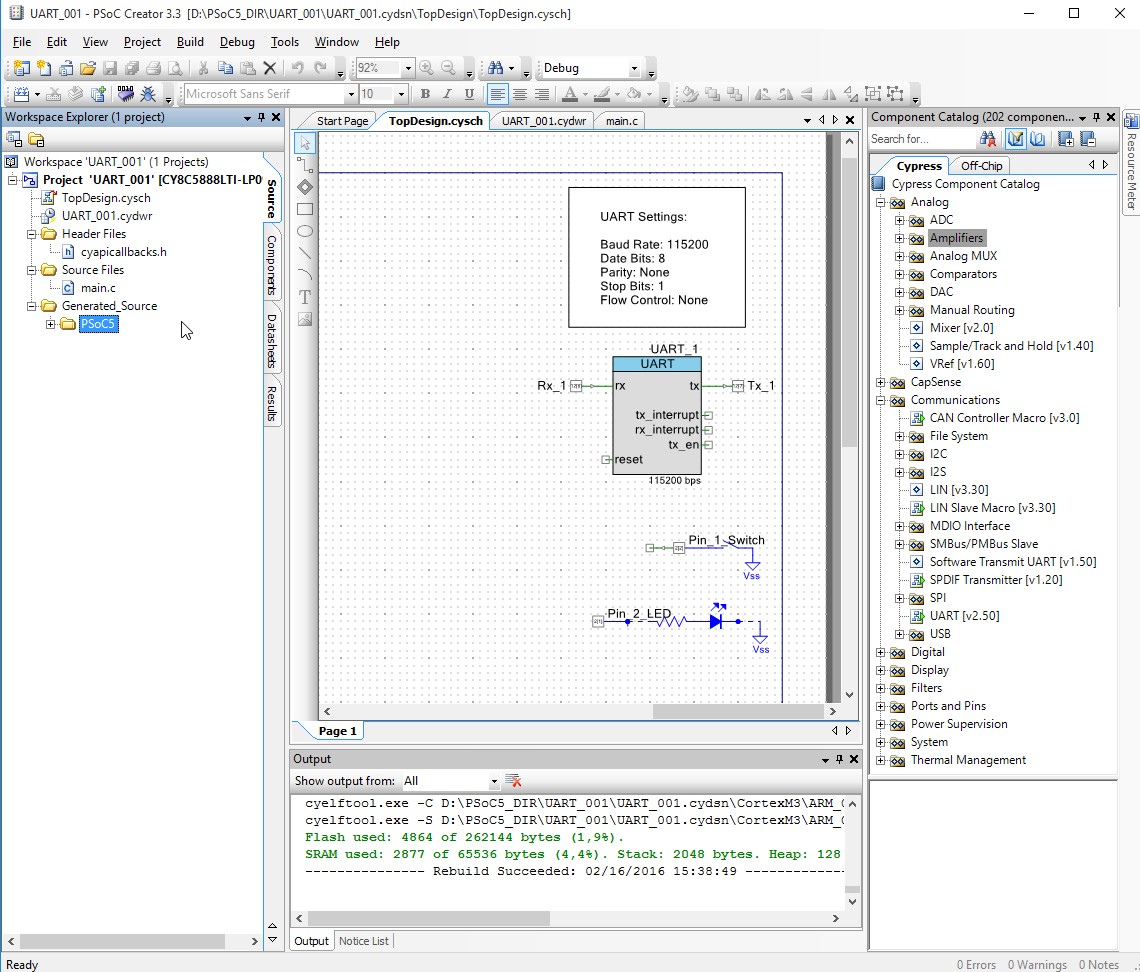 UART_001 - PSoC Creator 3.3 [D:\PSoC5_DIR\UART_001\UART_001.cydsn\TopDesign\TopDesign.cysch]
File Edit View Project Build Debug Tools Window Help
92% Debug
Microsoft Sans Serif 10 B I U
Workspace Explorer (1 project)
Workspace 'UART_001' (1 Projects)
Project 'UART_001' [CY8C5888LTI-LP0
TopDesign.cysch
UART_001.cydwr
Header Files
cyapicallbacks.h
Source Files
main.c
Generated_Source
PSoC5
Source
Components
Datasheets
Results
Start Page TopDesign.cysch UART_001.cydwr main.c
UART Settings:
Baud Rate: 115200
Date Bits: 8
Parity: None
Stop Bits: 1
Flow Control: None
UART_1
UART
Rx_1 rx tx Tx_1
tx_interrupt
rx_interrupt
tx_en
reset
115200 bps
Pin_1_Switch
Vss
Pin_2_LED
Vss
Page 1
Output
Show output from: All
cyelftool.exe -C D:\PSoC5_DIR\UART_001\UART_001.cydsn\CortexM3\ARM_
cyelftool.exe -S D:\PSoC5_DIR\UART_001\UART_001.cydsn\CortexM3\ARM_
Flash used: 4864 of 262144 bytes (1,9%).
SRAM used: 2877 of 65536 bytes (4,4%). Stack: 2048 bytes. Heap: 128
--------------- Rebuild Succeeded: 02/16/2016 15:38:49 -------------
Output Notice List
Component Catalog (202 componen...
Search for...
Cypress Off-Chip
Cypress Component Catalog
Analog
ADC
Amplifiers
Analog MUX
Comparators
DAC
Manual Routing
Mixer [v2.0]
Sample/Track and Hold [v1.40]
VRef [v1.60]
CapSense
Communications
CAN Controller Macro [v3.0]
File System
I2C
I2S
LIN [v3.30]
LIN Slave Macro [v3.30]
MDIO Interface
SMBus/PMBus Slave
Software Transmit UART [v1.50]
SPDIF Transmitter [v1.20]
SPI
UART [v2.50]
USB
Digital
Display
Filters
Ports and Pins
Power Supervision
System
Thermal Management
Resource Meter
Ready 0 Errors 0 Warnings 0 Notes